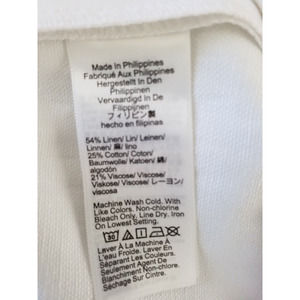 Made In Philippines
Fabriqué Aux Philippines
Hergestellt In Den
Philippinen
Vervaardigd In De
Filippijnen
フィリピン製
hecho en filipinas
54% Linen/ Lin/ Leinen/
Linnen/ 麻/ lino
25% Cotton/ Coton/
Baumwolle/ Katoen/ 綿/
algodón
21% Viscose/ Viscose/
Viskose/ Viscose/ レーヨン/
viscosa
Machine Wash Cold. With
Like Colors. Non-chlorine
Bleach Only. Line Dry. Iron
On Lowest Setting.
Laver À La Machine À
L'eau Froide. Laver En
Séparant Les Couleurs.
Seulement Agent De
Blanchiment Non-chlore.
Séchage Sur Cintre.